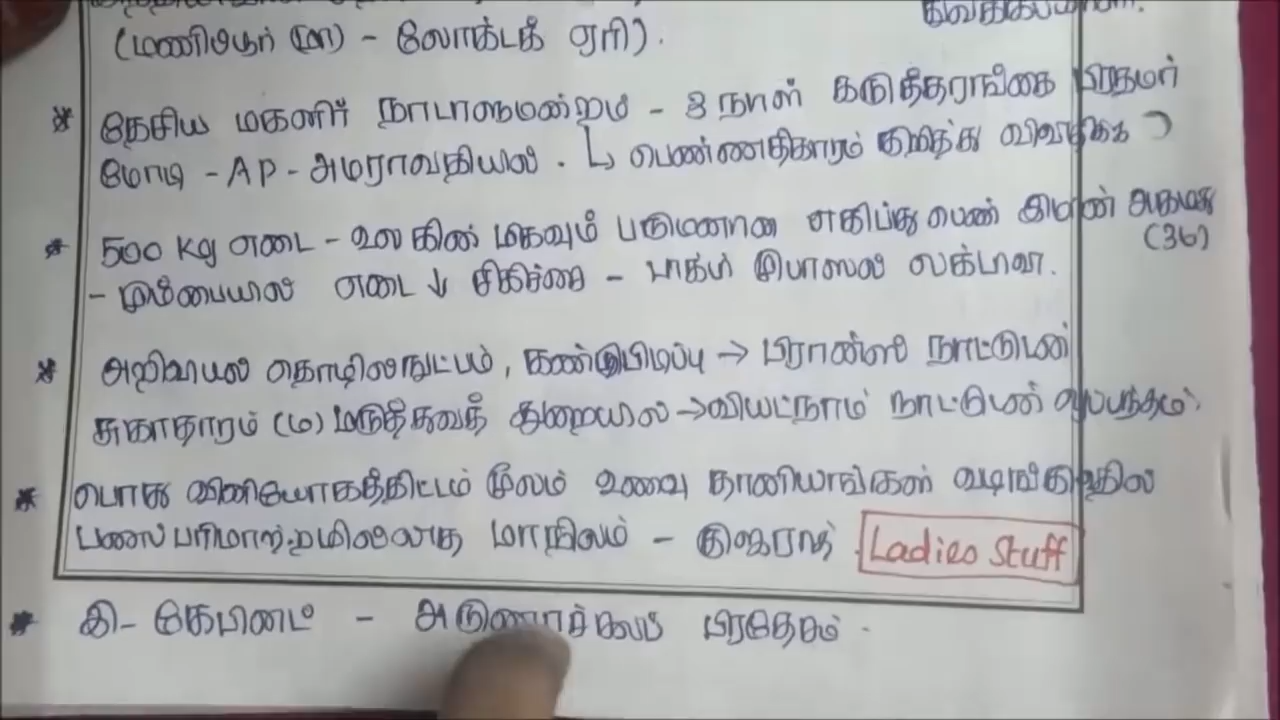 (மணிப்பூர் (மா) - லோக்டக் ஏரி).
* தேசிய மகளிர் நாடாளுமன்றம் - 3 நாள் கருத்தரங்கை பிரதமர்
மோடி - AP - அமராவதியில். ↳ பெண்ணதிகாரம் குறித்து விவாதிக்க
* 500 Kg எடை - உலகின் மிகவும் பருமனான எகிப்து பெண் இமான் அகமது
(36)
- மும்பையில் எடை ↓ சிகிச்சை - டாக்டர் லக்டாவாலா.
* அறிவியல் தொழில்நுட்பம், கண்டுபிடிப்பு → பிரான்ஸ் நாட்டுடன்
சுகாதாரம் (ம) மருத்துவத் துறையில் → வியட்நாம் நாட்டுடன் ஒப்பந்தம்.
* பொது விநியோகத்திட்டம் மூலம் உணவு தானியங்கள் வழங்குவதில்
பணப்பரிமாற்றமில்லாத மாநிலம் - குஜராத். Ladies Stuff
* இ- கேபினட் - அருணாச்சலப் பிரதேசம்.